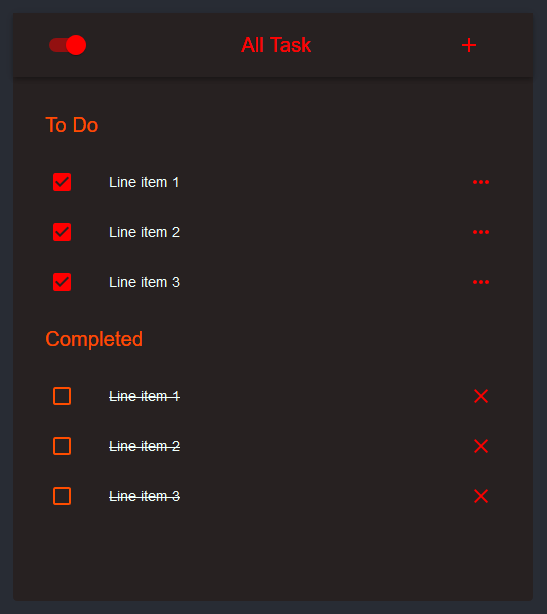 All Task
To Do
Line item 1
Line item 2
Line item 3
Completed
Line item 1
Line item 2
Line item 3